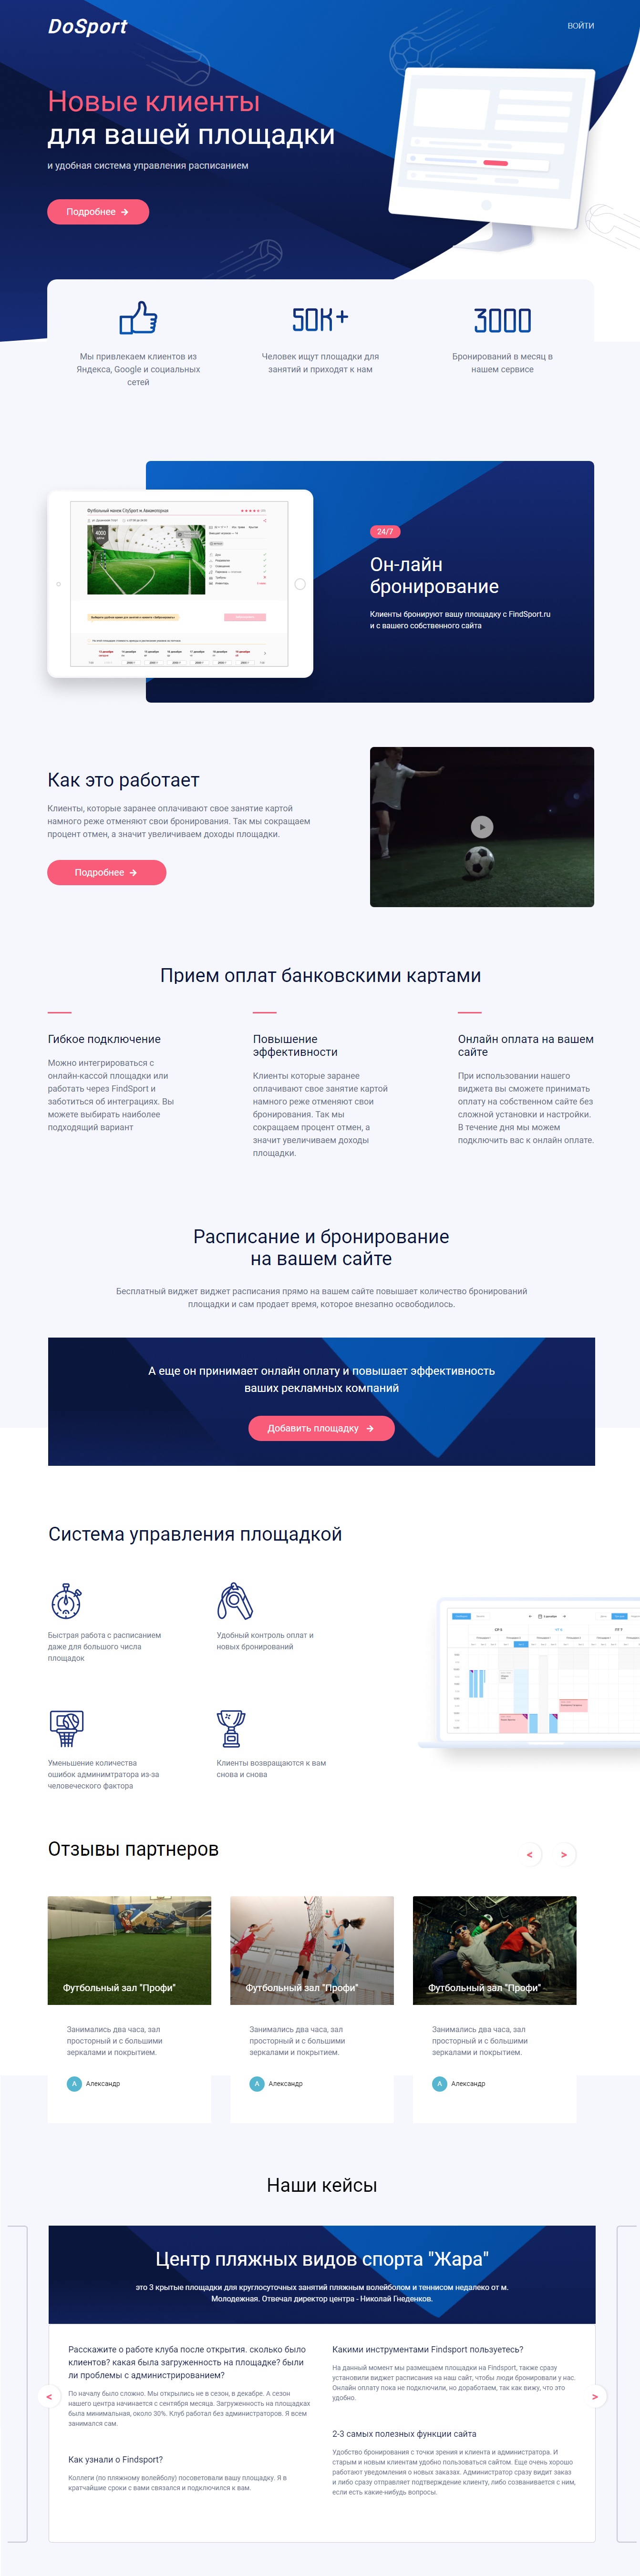 DoSport
ВОЙТИ
Новые клиенты
для вашей площадки
и удобная система управления расписанием
Подробнее →
50K+
3000
Мы привлекаем клиентов из
Яндекса, Google и социальных
сетей
Человек ищут площадки для
занятий и приходят к нам
Бронирований в месяц в
нашем сервисе
24/7
Он-лайн
бронирование
Клиенты бронируют вашу площадку с FindSport.ru
и с вашего собственного сайта
Как это работает
Клиенты, которые заранее оплачивают свое занятие картой
намного реже отменяют свои бронирования. Так мы сокращаем
процент отмен, а значит увеличиваем доходы площадки.
Подробнее →
Прием оплат банковскими картами
Гибкое подключение
Можно интегрироваться с
онлайн-кассой площадки или
работать через FindSport и
заботиться об интеграциях. Вы
можете выбирать наиболее
подходящий вариант
Повышение
эффективности
Клиенты которые заранее
оплачивают свое занятие картой
намного реже отменяют свои
бронирования. Так мы
сокращаем процент отмен, а
значит увеличиваем доходы
площадки.
Онлайн оплата на вашем
сайте
При использовании нашего
виджета вы сможете принимать
оплату на собственном сайте без
сложной установки и настройки.
В течение дня мы можем
подключить вас к онлайн оплате.
Расписание и бронирование
на вашем сайте
Бесплатный виджет виджет расписания прямо на вашем сайте повышает количество бронирований
площадки и сам продает время, которое внезапно освободилось.
А еще он принимает онлайн оплату и повышает эффективность
ваших рекламных компаний
Добавить площадку →
Система управления площадкой
Быстрая работа с расписанием
даже для большого числа
площадок
Удобный контроль оплат и
новых бронирований
Уменьшение количества
ошибок админимтратора из-за
человеческого фактора
Клиенты возвращаются к вам
снова и снова
Отзывы партнеров
< >
Футбольный зал "Профи"
Занимались два часа, зал
просторный и с большими
зеркалами и покрытием.
А Александр
Футбольный зал "Профи"
Занимались два часа, зал
просторный и с большими
зеркалами и покрытием.
А Александр
Футбольный зал "Профи"
Занимались два часа, зал
просторный и с большими
зеркалами и покрытием.
А Александр
Наши кейсы
Центр пляжных видов спорта "Жара"
это 3 крытые площадки для круглосуточных занятий пляжным волейболом и теннисом недалеко от м.
Молодежная. Отвечал директор центра - Николай Гнеденков.
Расскажите о работе клуба после открытия. сколько было
клиентов? какая была загруженность на площадке? были
ли проблемы с администрированием?
По началу было сложно. Мы открылись не в сезон, в декабре. А сезон
нашего центра начинается с сентября месяца. Загруженность на площадках
была минимальная, около 30%. Клуб работал без администраторов. Я всем
занимался сам.
Как узнали о Findsport?
Коллеги (по пляжному волейболу) посоветовали вашу площадку. Я в
кратчайшие сроки с вами связался и подключился к вам.
Какими инструментами Findsport пользуетесь?
На данный момент мы размещаем площадки на Findsport, также сразу
установили виджет расписания на наш сайт, чтобы люди бронировали у нас.
Онлайн оплату пока не подключили, но доработаем, так как вижу, что это
удобно.
2-3 самых полезных функции сайта
Удобство бронирования с точки зрения и клиента и администратора. И
старым и новым клиентам удобно пользоваться сайтом. Еще очень хорошо
работают уведомления о новых заказах. Администратор сразу видит заказ
и либо сразу отправляет подтверждение клиенту, либо созванивается с ним,
если есть какие-нибудь вопросы.
< >